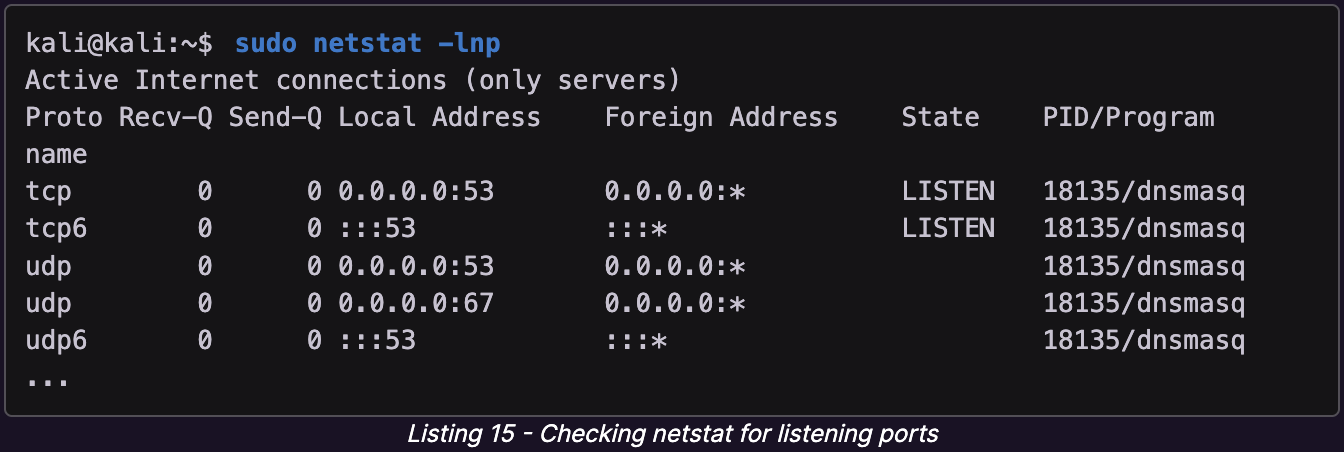 kali@kali:~$ sudo netstat -lnp
Active Internet connections (only servers)
Proto Recv-Q Send-Q Local Address    Foreign Address    State    PID/Program
name
tcp        0      0 0.0.0.0:53       0.0.0.0:*          LISTEN   18135/dnsmasq
tcp6       0      0 :::53            :::*               LISTEN   18135/dnsmasq
udp        0      0 0.0.0.0:53       0.0.0.0:*                   18135/dnsmasq
udp        0      0 0.0.0.0:67       0.0.0.0:*                   18135/dnsmasq
udp6       0      0 :::53            :::*                        18135/dnsmasq
...
Listing 15 - Checking netstat for listening ports